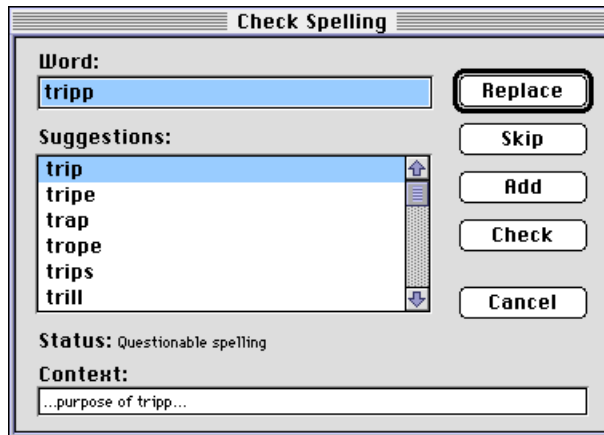 Check Spelling
Word:
tripp
Replace
Suggestions:
Skip
trip
tripe
Add
trap
trope
Check
trips
trill
Cancel
Status: Questionable spelling
Context:
...purpose of tripp...